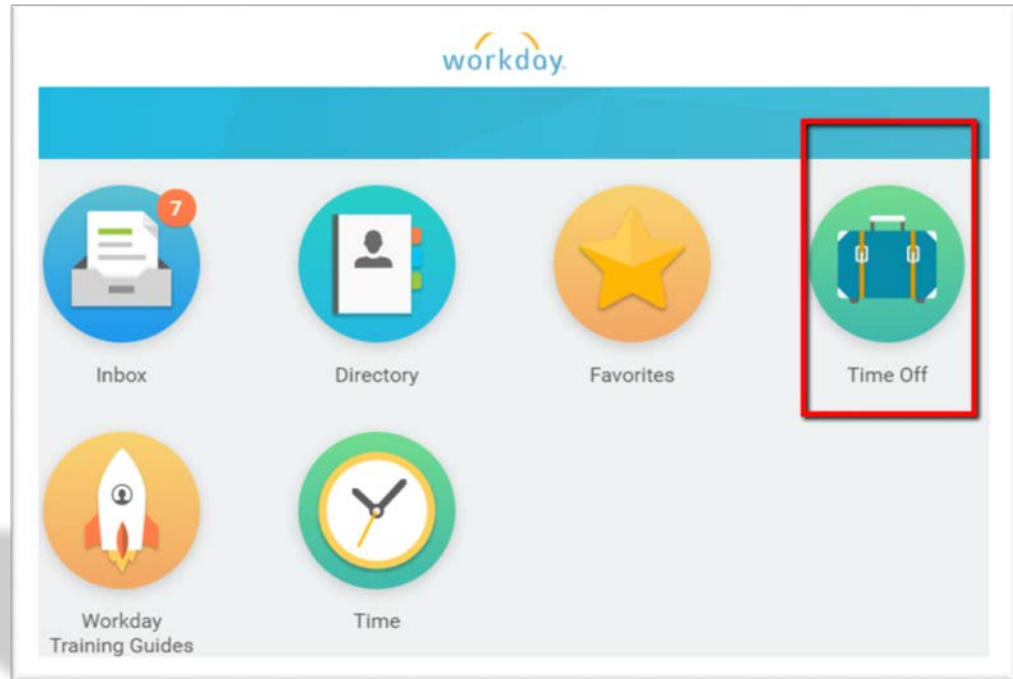 workday.
7
Inbox
Directory
Favorites
Time Off
Workday
Training Guides
Time